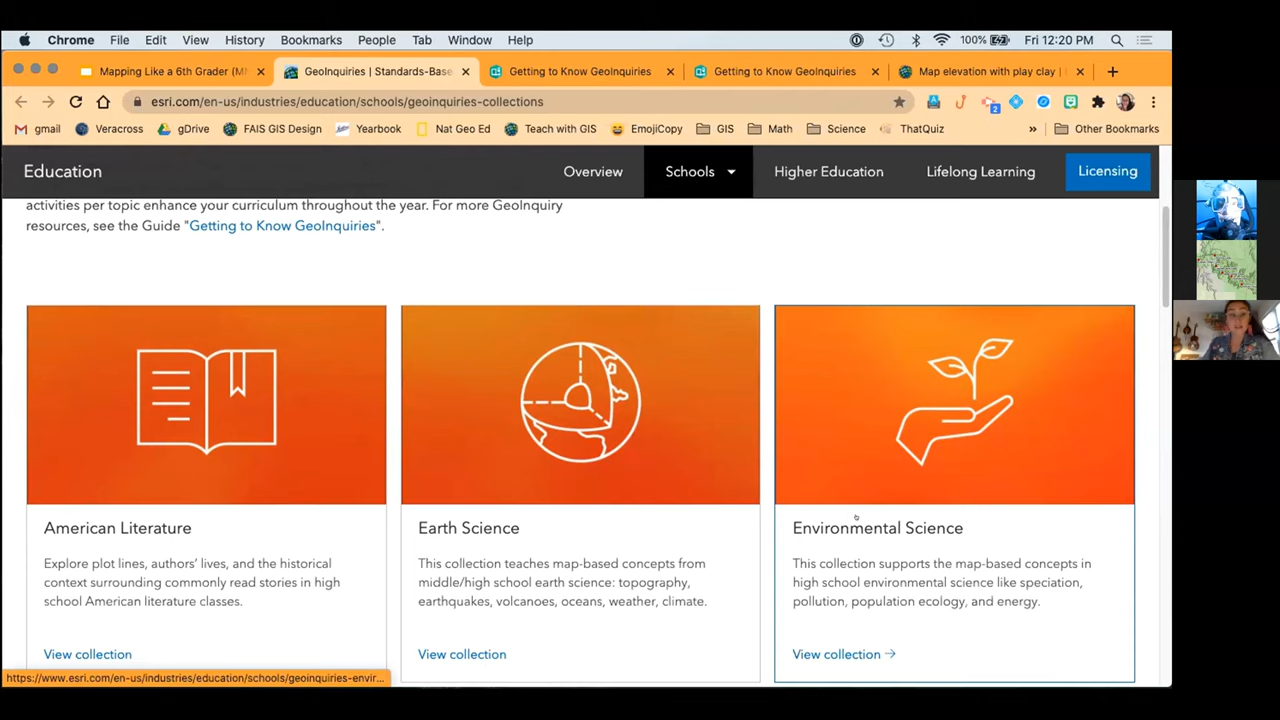 Chrome File Edit View History Bookmarks People Tab Window Help 100% Fri 12:20 PM
Mapping Like a 6th Grader (M GeoInquiries | Standards-Base Getting to Know GeoInquiries Getting to Know GeoInquiries Map elevation with play clay |
esri.com/en-us/industries/education/schools/geoinquiries-collections 2
gmail Veracross gDrive FAIS GIS Design Yearbook Nat Geo Ed Teach with GIS EmojiCopy GIS Math Science ThatQuiz » Other Bookmarks
Education Overview Schools Higher Education Lifelong Learning Licensing
activities per topic enhance your curriculum throughout the year. For more GeoInquiry
resources, see the Guide "Getting to Know GeoInquiries".
American Literature
Explore plot lines, authors' lives, and the historical
context surrounding commonly read stories in high
school American literature classes.
View collection
Earth Science
This collection teaches map-based concepts from
middle/high school earth science: topography,
earthquakes, volcanoes, oceans, weather, climate.
View collection
Environmental Science
This collection supports the map-based concepts in
high school environmental science like speciation,
pollution, population ecology, and energy.
View collection →
https://www.esri.com/en-us/industries/education/schools/geoinquiries-envir...